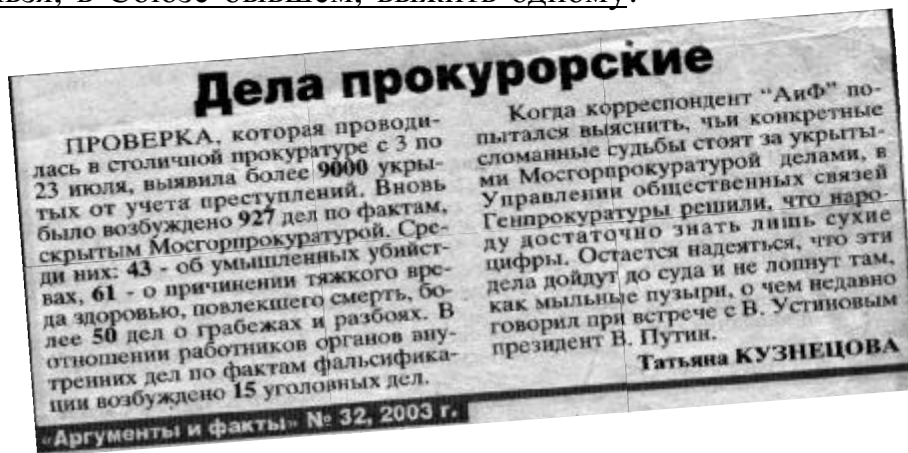 в Союзе бывшем, выжить одному.
Дела прокурорские
ПРОВЕРКА, которая проводи-
лась в столичной прокуратуре с 3 по
23 июля, выявила более 9000 укры-
тых от учета преступлений. Вновь
было возбуждено 927 дел по фактам,
скрытым Мосгорпрокуратурой. Сре-
ди них: 43 - об умышленных убийст-
вах, 61 - о причинении тяжкого вре-
да здоровью, повлекшего смерть, бо-
лее 50 дел о грабежах и разбоях. В
отношении работников органов вну-
тренних дел по фактам фальсифика-
ции возбуждено 15 уголовных дел.
Когда корреспондент “АиФ” по-
пытался выяснить, чьи конкретные
сломанные судьбы стоят за укрыты-
ми Мосгорпрокуратурой делами, в
Управлении общественных связей
Генпрокуратуры решили, что наро-
ду достаточно знать лишь сухие
цифры. Остается надеяться, что эти
дела дойдут до суда и не лопнут там,
как мыльные пузыри, о чем недавно
говорил при встрече с В. Устиновым
президент В. Путин.
Татьяна КУЗНЕЦОВА
«Аргументы и факты» № 32, 2003 г.